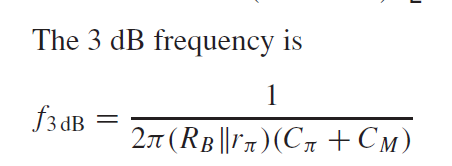 The 3 dB frequency is
f3 dB = 1 / 2π(RB‖rπ)(Cπ + CM)